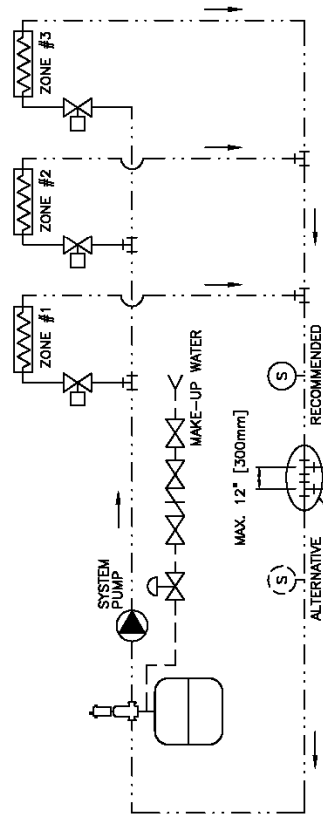 ZONE #3
ZONE #2
ZONE #1
MAKE-UP WATER
SYSTEM
PUMP
MAX. 12" [300mm]
S
RECOMMENDED
S
ALTERNATIVE